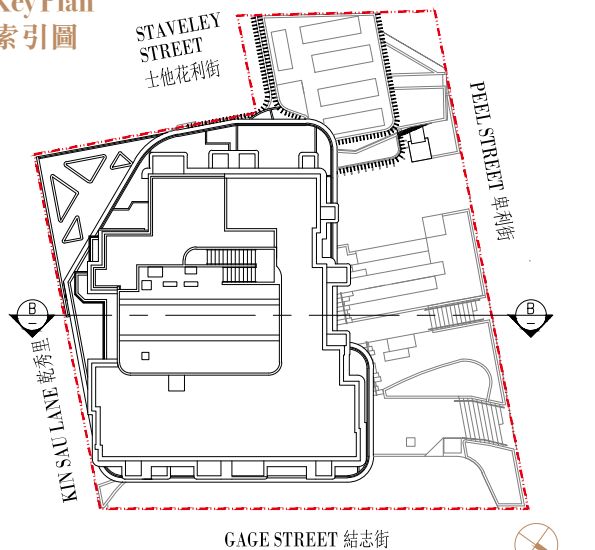 Key Plan
索引圖
STAVELEY
STREET
士他花利街
PEEL STREET 卑利街
B
B
KIN SAU LANE 乾秀里
GAGE STREET 結志街